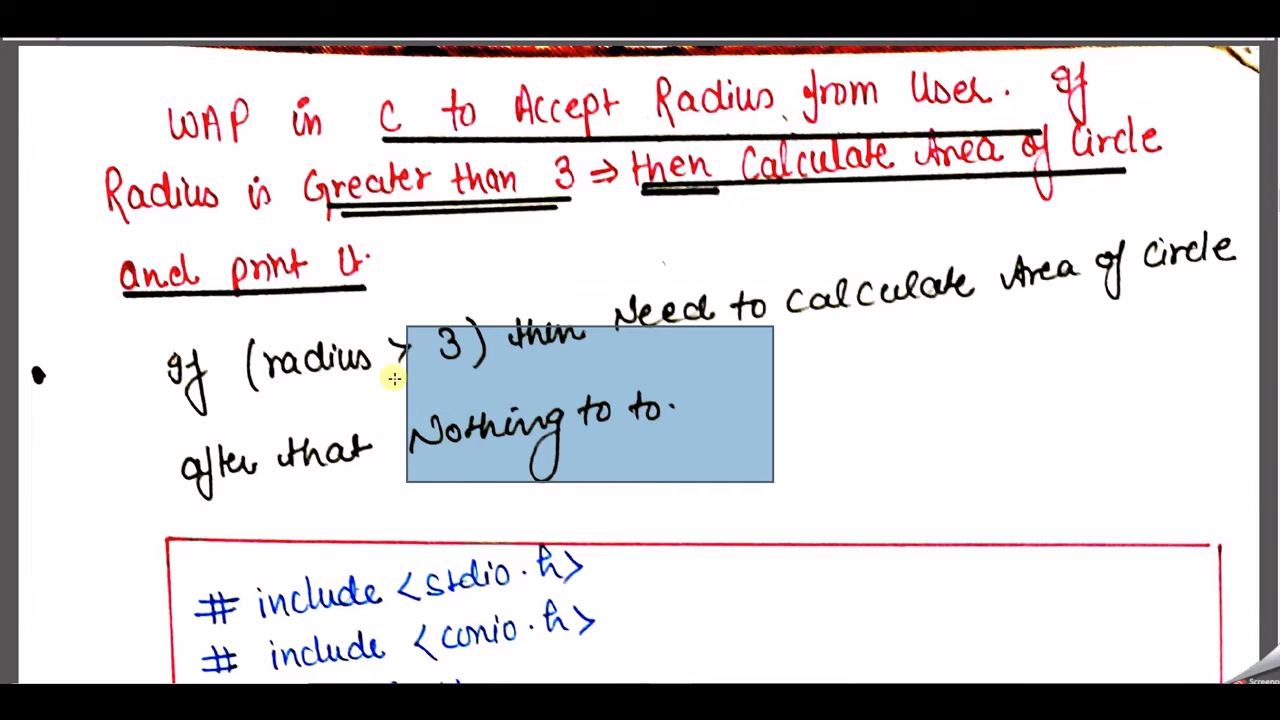 WAP in C to Accept Radius from User. If
Radius is Greater than 3 ⇒ then Calculate Area of Circle
and print it.
If (radius > 3) then Need to Calculate Area of Circle
after that Nothing to to.
# include <stdio.h>
# include <conio.h>